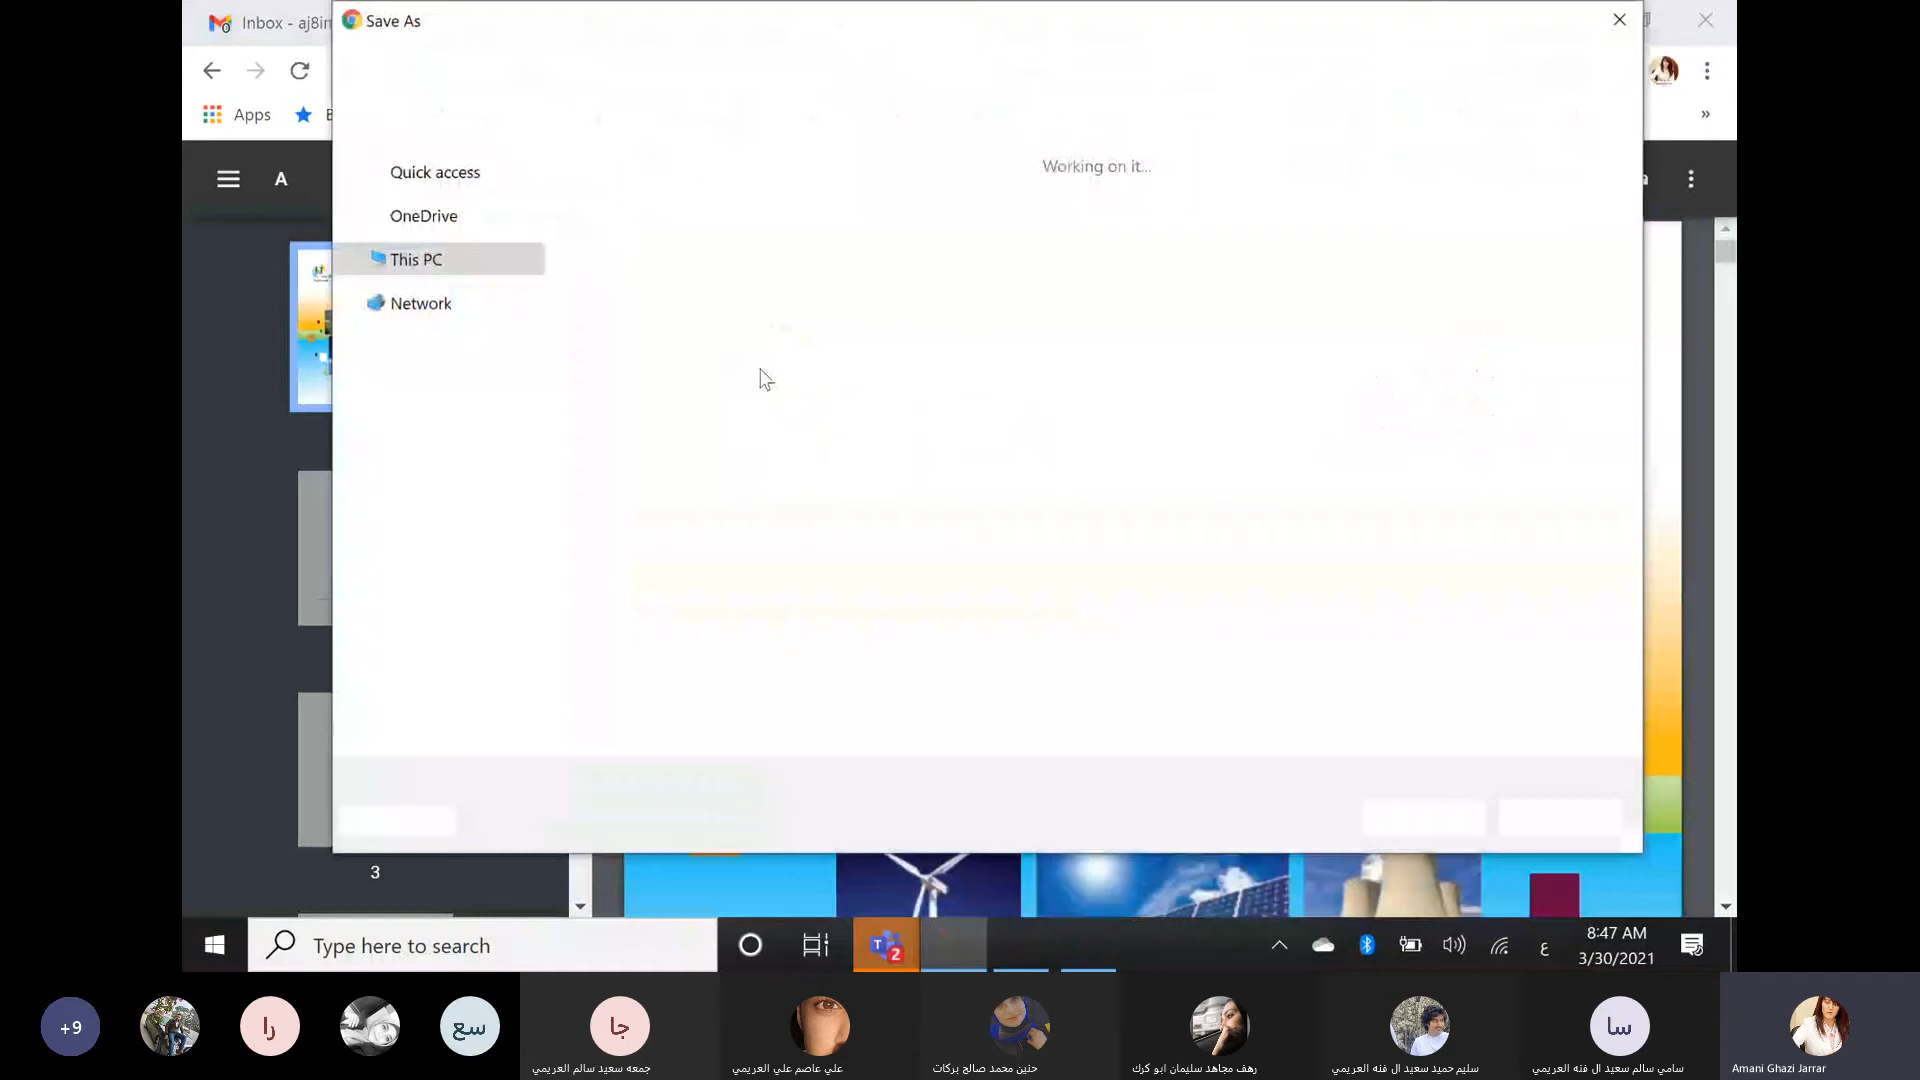 Inbox - aj8in
Save As
Apps
A
Quick access
OneDrive
This PC
Network
Working on it...
3
Type here to search
T
2
ع
8:47 AM
3/30/2021
+9
را
سع
جا
سا
جمعه سعيد سالم العريمي
علي عاصم علي العريمي
حنين محمد صالح بركات
رهف مجاهد سليمان ابو كرك
سليم حميد سعيد ال فنه العريمي
سامي سالم سعيد ال فنه العريمي
Amani Ghazi Jarrar